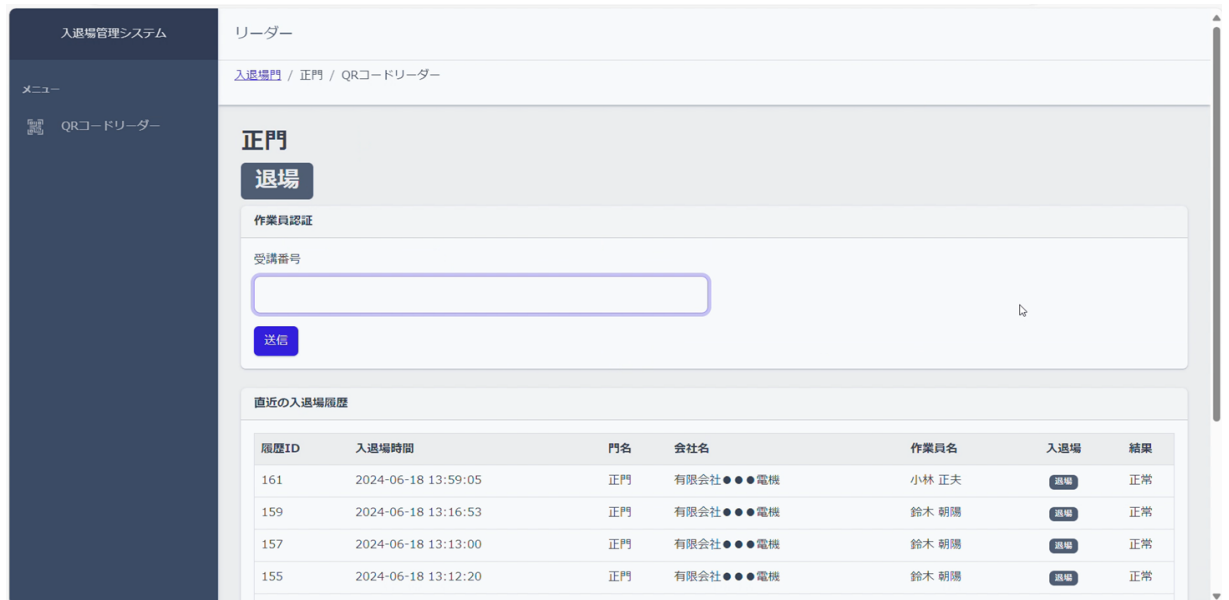 入退場管理システム
メニュー
QRコードリーダー
リーダー
入退場門 / 正門 / QRコードリーダー
正門
退場
作業員認証
受講番号
送信
直近の入退場履歴
履歴ID 入退場時間 門名 会社名 作業員名 入退場 結果
161 2024-06-18 13:59:05 正門 有限会社●●●電機 小林 正夫 退場 正常
159 2024-06-18 13:16:53 正門 有限会社●●●電機 鈴木 朝陽 退場 正常
157 2024-06-18 13:13:00 正門 有限会社●●●電機 鈴木 朝陽 退場 正常
155 2024-06-18 13:12:20 正門 有限会社●●●電機 鈴木 朝陽 退場 正常